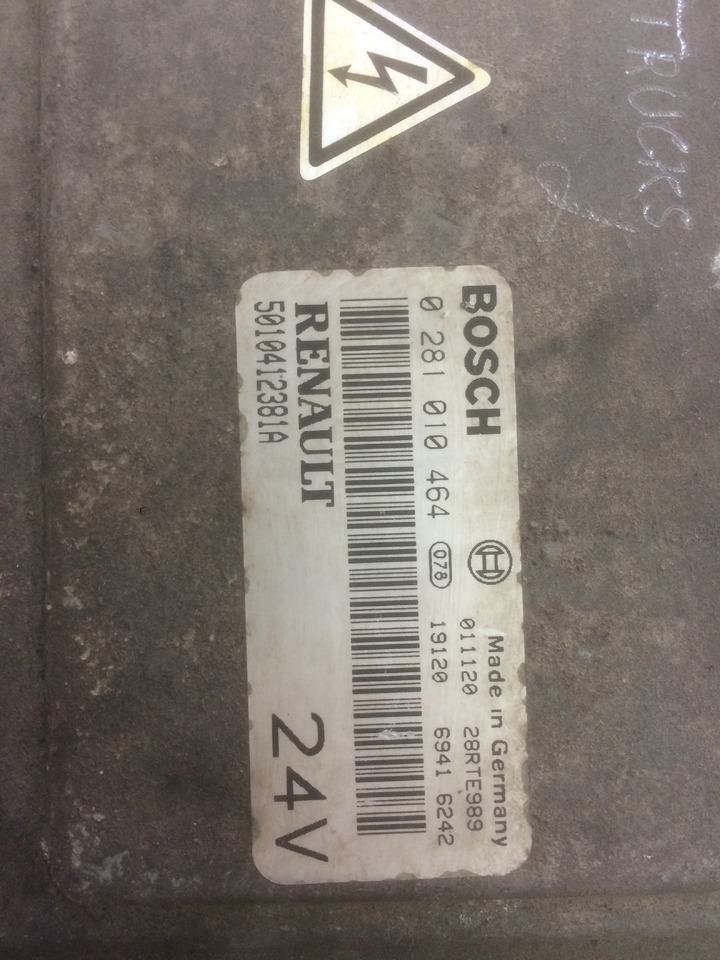 TRUCKS
BOSCH
Made in Germany
011120 28RTE989
0 281 010 464 078 19120 6941 6242
RENAULT
5010412381A
24V